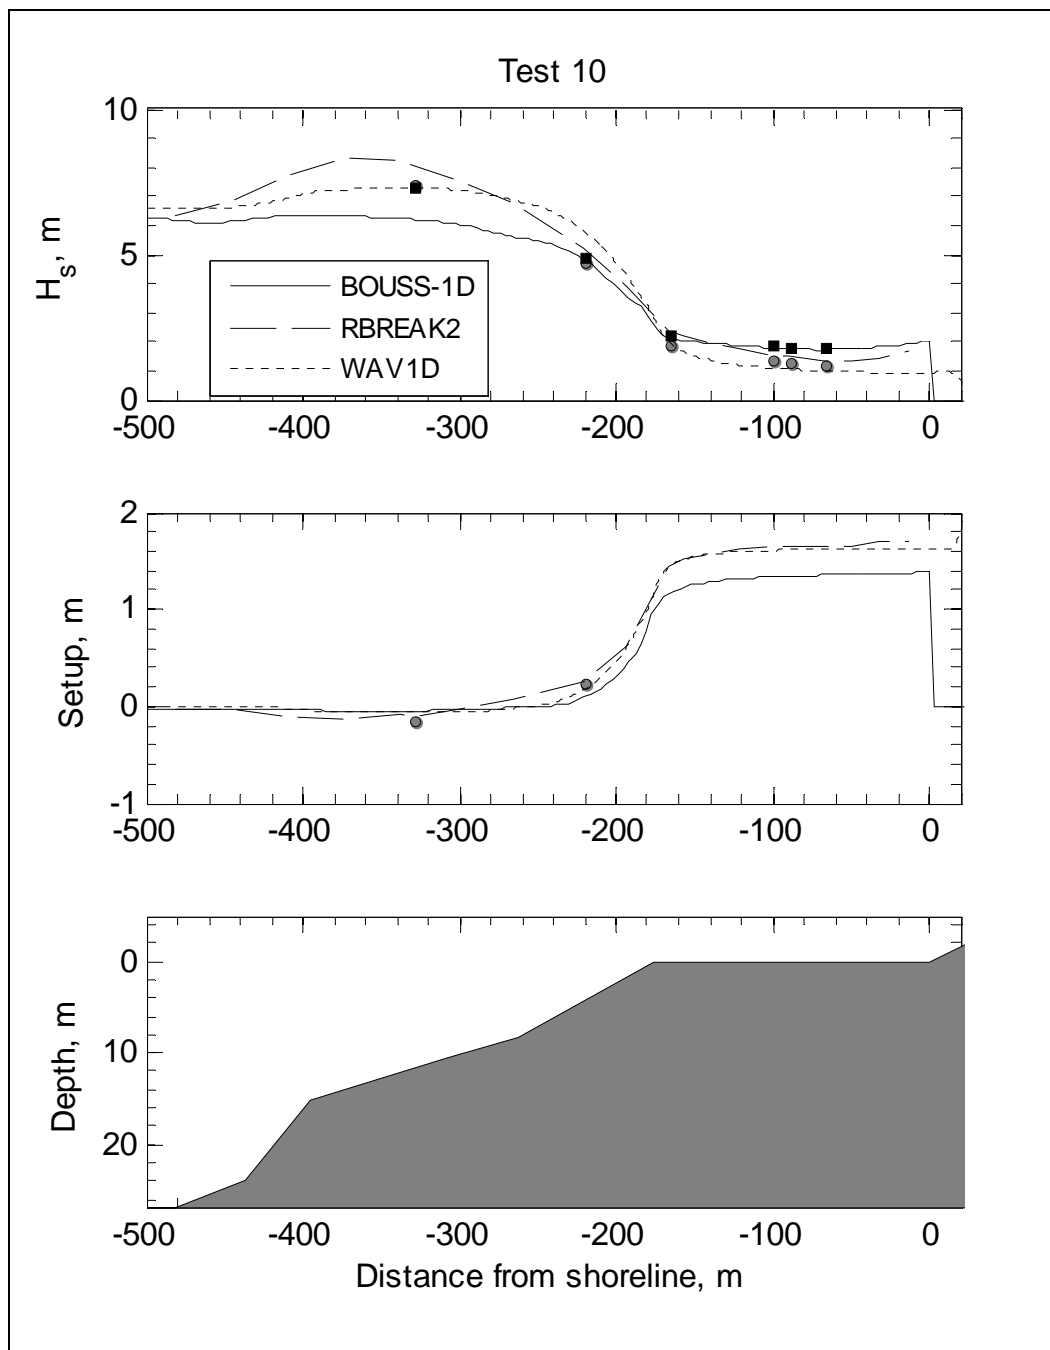 Test 10
10
5
0
H_s, m
BOUSS-1D
RBREAK2
WAV1D
-500 -400 -300 -200 -100 0
2
1
0
-1
Setup, m
-500 -400 -300 -200 -100 0
0
10
20
Depth, m
-500 -400 -300 -200 -100 0
Distance from shoreline, m